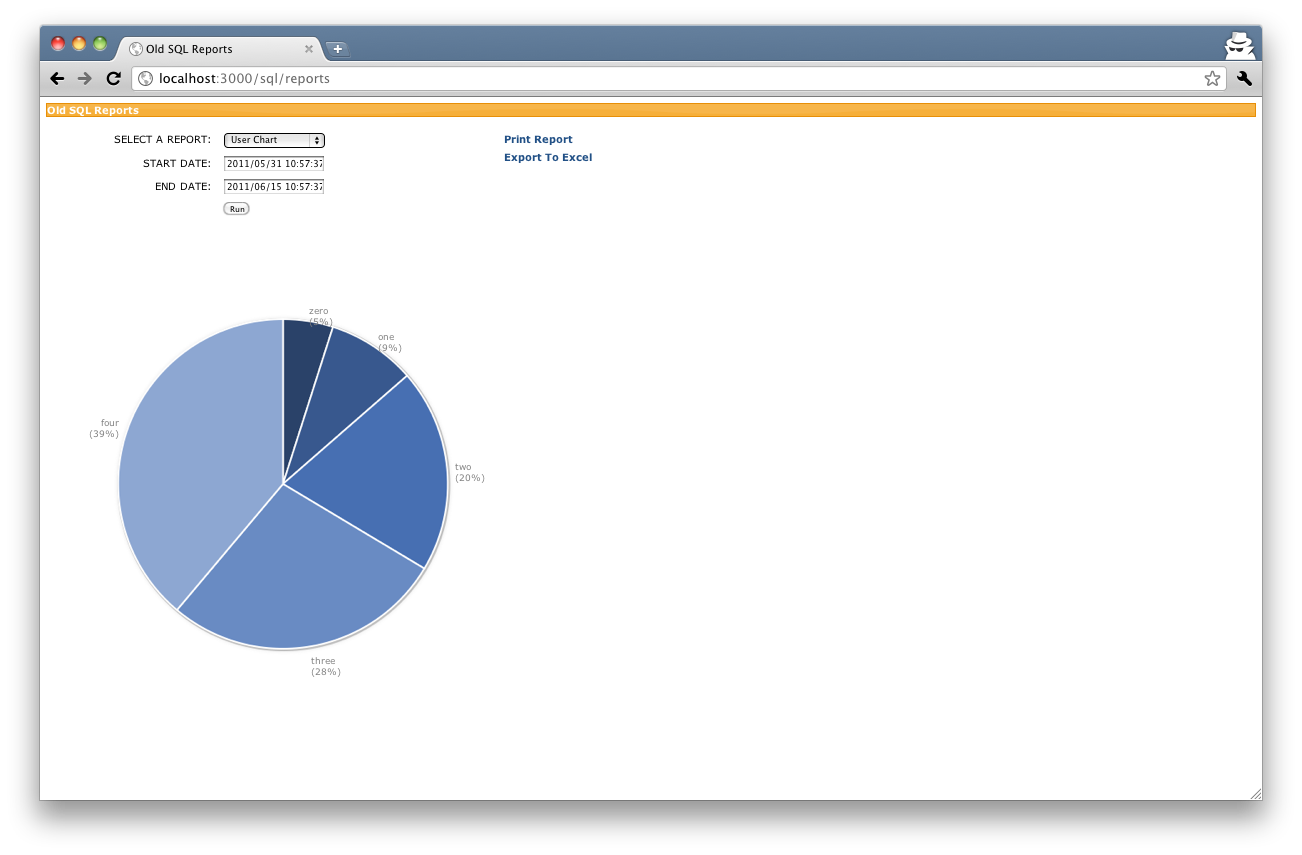 Old SQL Reports
localhost:3000/sql/reports
Old SQL Reports
SELECT A REPORT: User Chart
START DATE: 2011/05/31 10:57:37
END DATE: 2011/06/15 10:57:37
Run
Print Report
Export To Excel
zero
(5%)
one
(9%)
four
(39%)
two
(20%)
three
(28%)